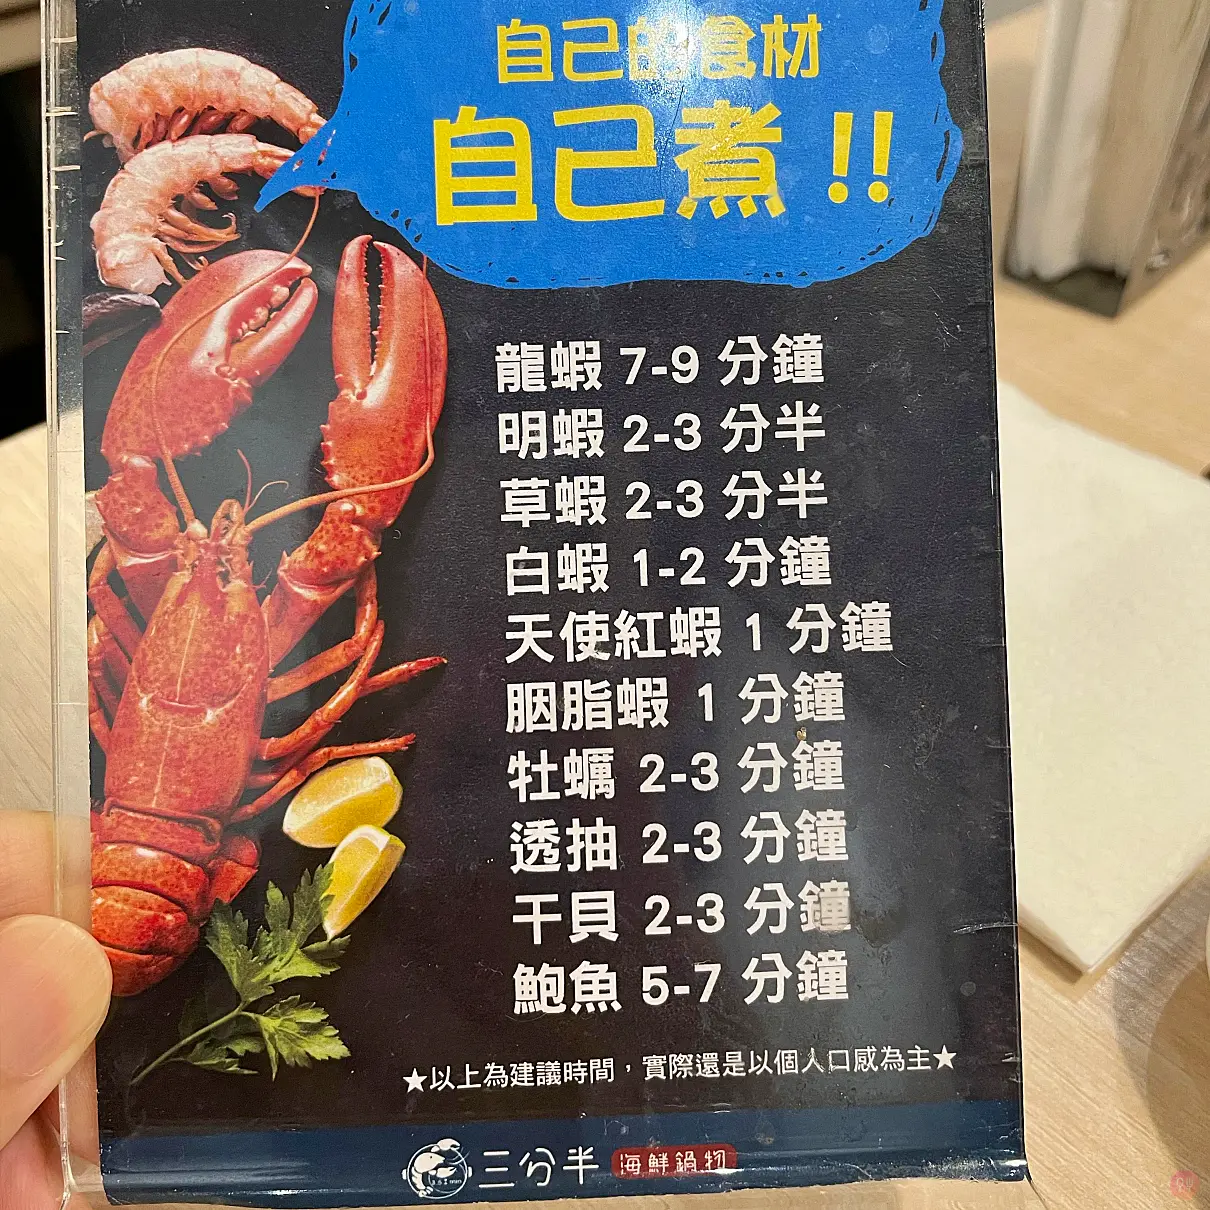 自己的食材
自己煮!!
龍蝦 7-9 分鐘
明蝦 2-3 分半
草蝦 2-3 分半
白蝦 1-2 分鐘
天使紅蝦 1 分鐘
胭脂蝦 1 分鐘
牡蠣 2-3 分鐘
透抽 2-3 分鐘
干貝 2-3 分鐘
鮑魚 5-7 分鐘
★以上為建議時間，實際還是以個人口感為主★
三分半 海鮮鍋物